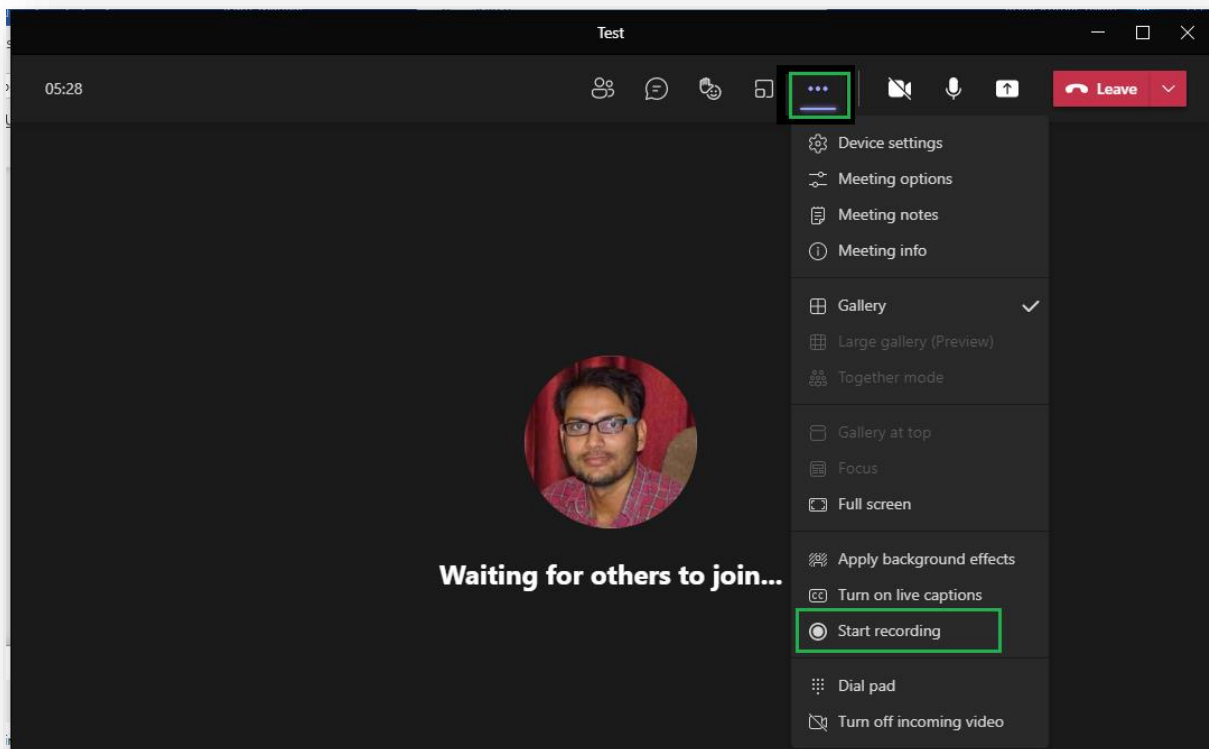 Test
05:28
Leave
Device settings
Meeting options
Meeting notes
Meeting info
Gallery
Large gallery (Preview)
Together mode
Gallery at top
Focus
Full screen
Waiting for others to join...
Apply background effects
CC Turn on live captions
Start recording
Dial pad
Turn off incoming video